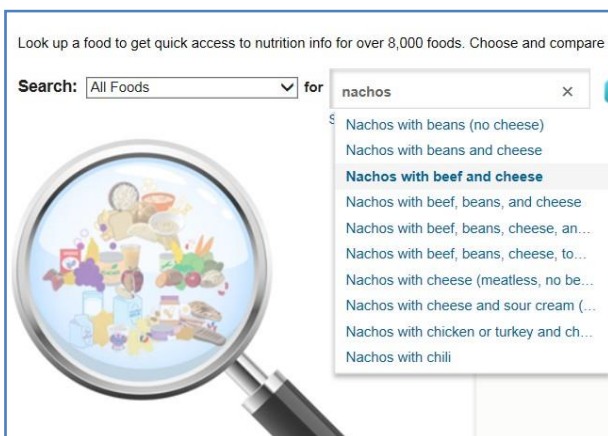 Look up a food to get quick access to nutrition info for over 8,000 foods. Choose and compare
Search: All Foods for nachos ×
Nachos with beans (no cheese)
Nachos with beans and cheese
Nachos with beef and cheese
Nachos with beef, beans, and cheese
Nachos with beef, beans, cheese, an...
Nachos with beef, beans, cheese, to...
Nachos with cheese (meatless, no be...
Nachos with cheese and sour cream (...
Nachos with chicken or turkey and ch...
Nachos with chili